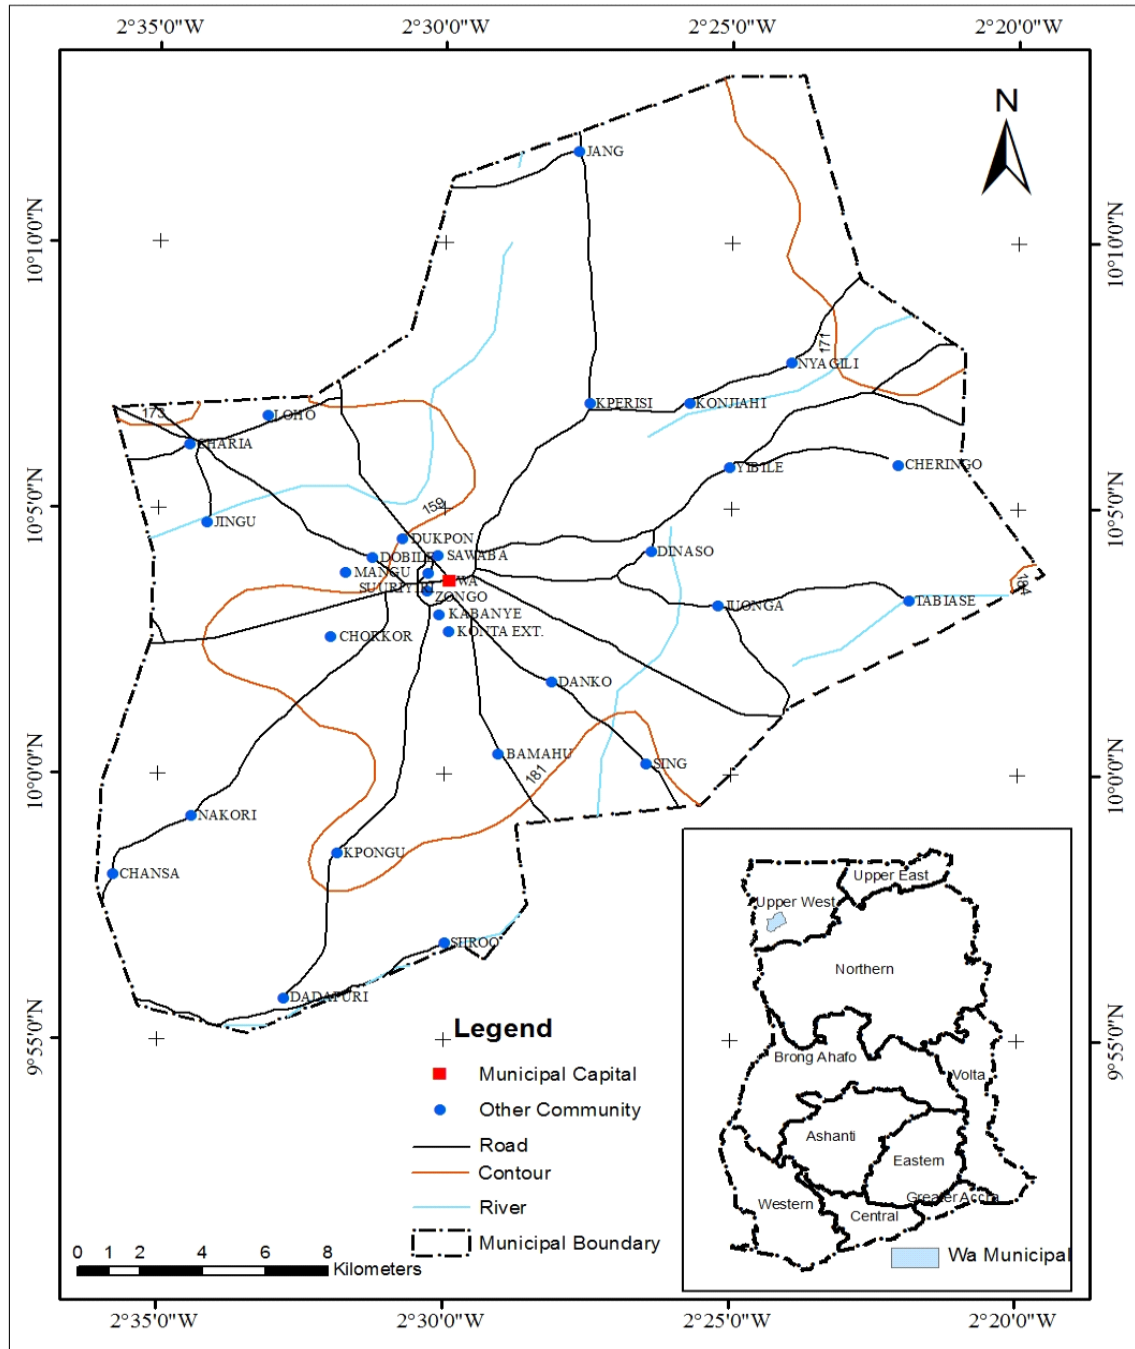 2°35'0"W 2°30'0"W 2°25'0"W 2°20'0"W
N
JANG
10°10'0"N
10°10'0"N
171
NYAGILI
KPERISI
KONJIAHI
173
LOHO
CHARIA
YIBILE
CHERINGO
159
10°5'0"N
10°5'0"N
JINGU
DUKPON
DOBILE
SAWABA
DINASO
MANGU
WA
184
SUURIYIRI
ZONGO
TABIASE
KABANYE
KONTA EXT.
CHORKOR
DANKO
BAMAHU
SING
181
10°0'0"N
10°0'0"N
NAKORI
KPONGU
CHANSA
SHROO
DADAFURI
9°55'0"N
9°55'0"N
Legend
Municipal Capital
Other Community
Road
Contour
River
Municipal Boundary
0 1 2 4 6 8
Kilometers
Upper East
Upper West
Northern
Brong Ahafo
Volta
Ashanti
Eastern
Greater Accra
Western
Central
Wa Municipal
2°35'0"W 2°30'0"W 2°25'0"W 2°20'0"W